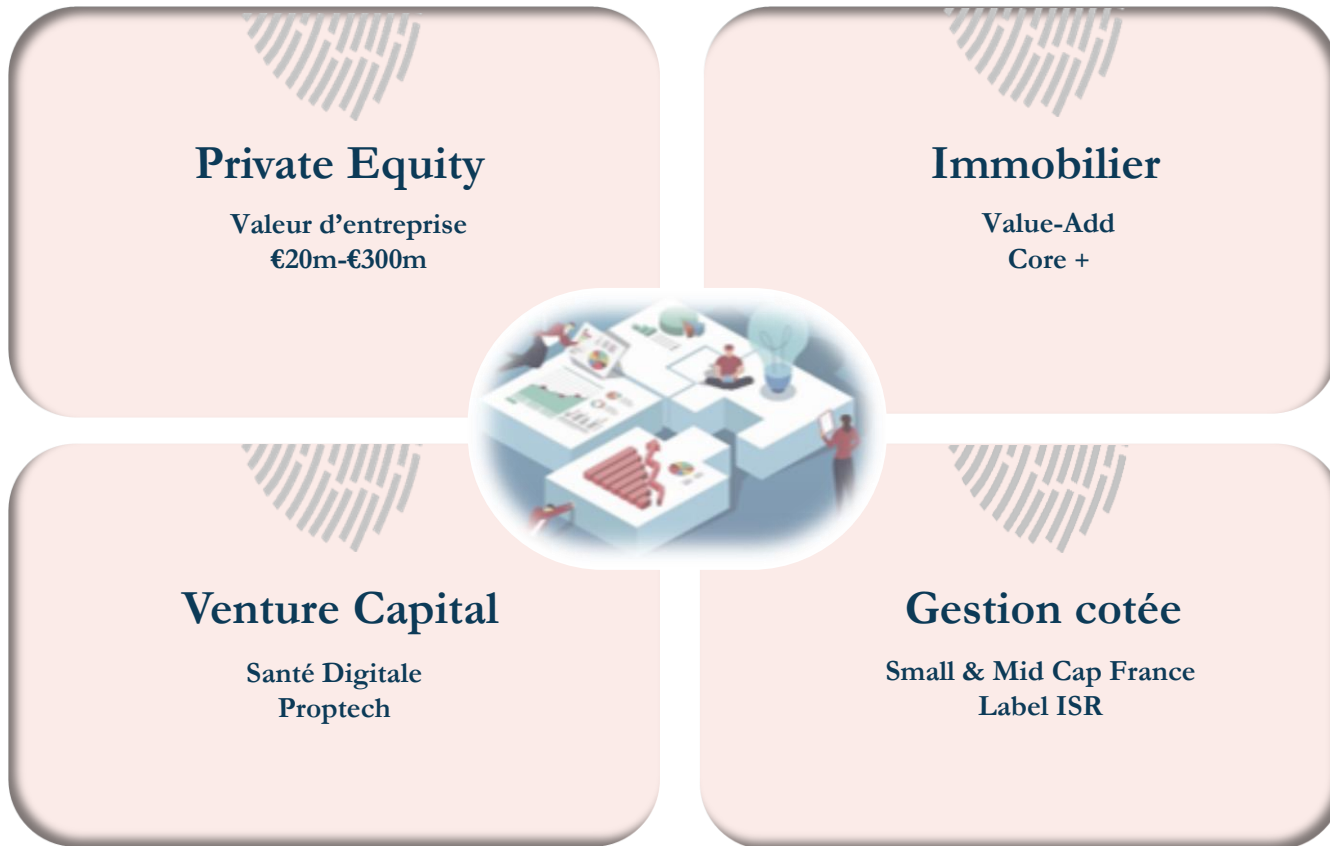 Private Equity
Valeur d’entreprise
€20m-€300m
Immobilier
Value-Add
Core +
Venture Capital
Santé Digitale
Proptech
Gestion cotée
Small & Mid Cap France
Label ISR